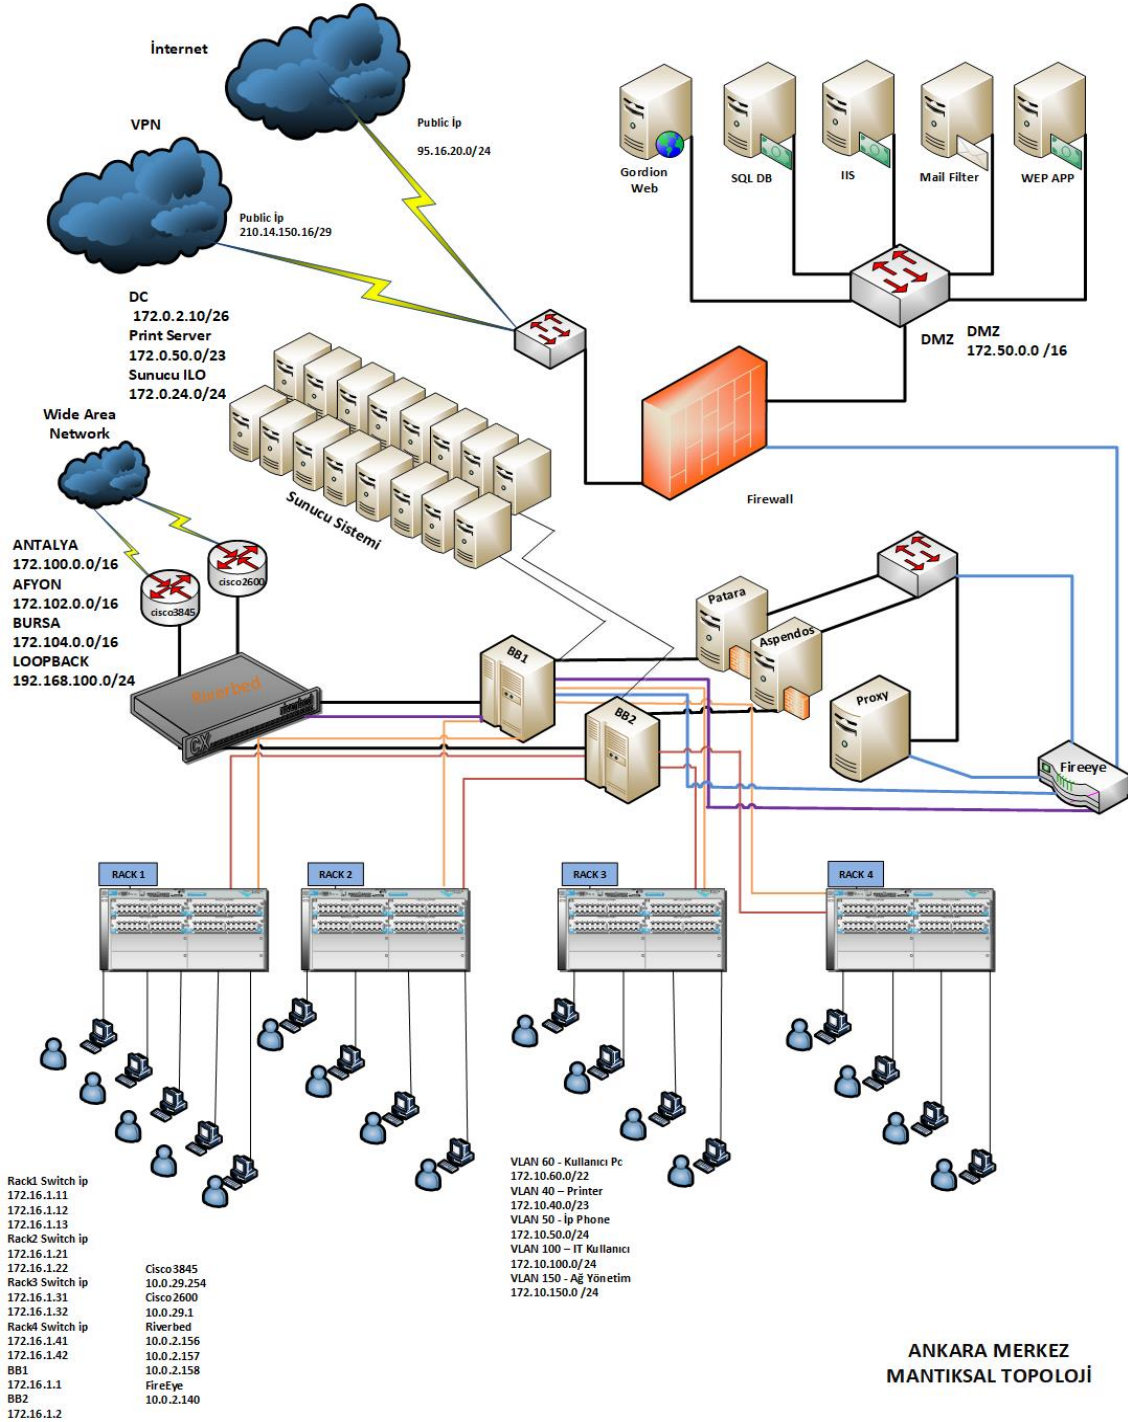 İnternet
VPN
Public İp
95.16.20.0/24
Public İp
210.14.150.16/29
Gordion
Web
SQL DB
IIS
Mail Filter
WEP APP
DC
172.0.2.10/26
Print Server
172.0.50.0/23
Sunucu ILO
172.0.24.0/24
DMZ
DMZ
172.50.0.0 /16
Wide Area
Network
Sunucu Sistemi
Firewall
ANTALYA
172.100.0.0/16
AFYON
172.102.0.0/16
BURSA
172.104.0.0/16
LOOPBACK
192.168.100.0/24
cisco2600
cisco3845
Riverbed
riverbed
CX
BB1
BB2
Patara
Aspendos
Proxy
Fireeye
RACK 1
RACK 2
RACK 3
RACK 4
Rack1 Switch ip
172.16.1.11
172.16.1.12
172.16.1.13
Rack2 Switch ip
172.16.1.21
172.16.1.22
Rack3 Switch ip
172.16.1.31
172.16.1.32
Rack4 Switch ip
172.16.1.41
172.16.1.42
BB1
172.16.1.1
BB2
172.16.1.2
Cisco3845
10.0.29.254
Cisco2600
10.0.29.1
Riverbed
10.0.2.156
10.0.2.157
10.0.2.158
FireEye
10.0.2.140
VLAN 60 - Kullanıcı Pc
172.10.60.0/22
VLAN 40 – Printer
172.10.40.0/23
VLAN 50 - İp Phone
172.10.50.0/24
VLAN 100 – IT Kullanıcı
172.10.100.0/24
VLAN 150 - Ağ Yönetim
172.10.150.0 /24
ANKARA MERKEZ
MANTIKSAL TOPOLOJİ